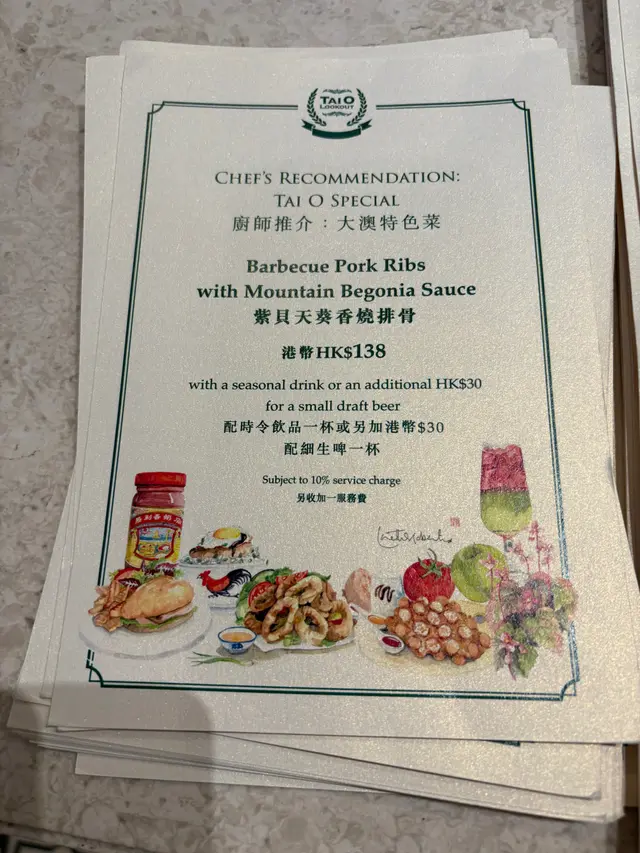 TAI O
LOOKOUT
CHEF'S RECOMMENDATION:
TAI O SPECIAL
廚師推介：大澳特色菜
Barbecue Pork Ribs
with Mountain Begonia Sauce
紫貝天葵香燒排骨
港幣HK$138
with a seasonal drink or an additional HK$30
for a small draft beer
配時令飲品一杯或另加港幣$30
配細生啤一杯
Subject to 10% service charge
另收加一服務費